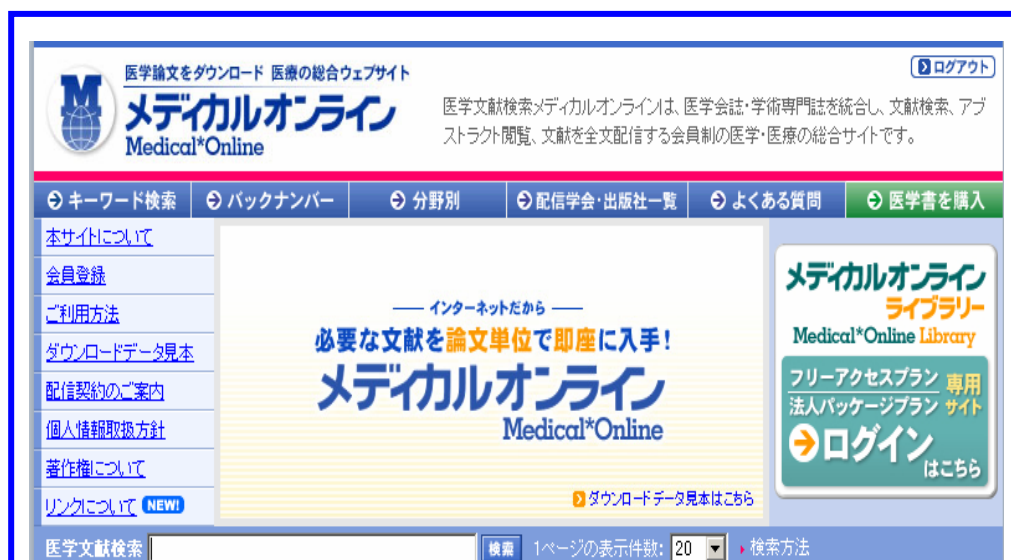 医学論文をダウンロード 医療の総合ウェブサイト
メディカルオンライン
Medical*Online
ログアウト
医学文献検索メディカルオンラインは、医学会誌・学術専門誌を統合し、文献検索、アブ
ストラクト閲覧、文献を全文配信する会員制の医学・医療の総合サイトです。
キーワード検索 バックナンバー 分野別 配信学会・出版社一覧 よくある質問 医学書を購入
本サイトについて
会員登録
ご利用方法
ダウンロードデータ見本
配信契約のご案内
個人情報取扱方針
著作権について
リンクについて NEW!
インターネットだから
必要な文献を論文単位で即座に入手!
メディカルオンライン
Medical*Online
ダウンロードデータ見本はこちら
メディカルオンライン
ライブラリー
Medical*Online Library
フリーアクセスプラン
法人パッケージプラン
専用
サイト
ログイン
はこちら
医学文献検索 検索 1ページの表示件数: 20 検索方法